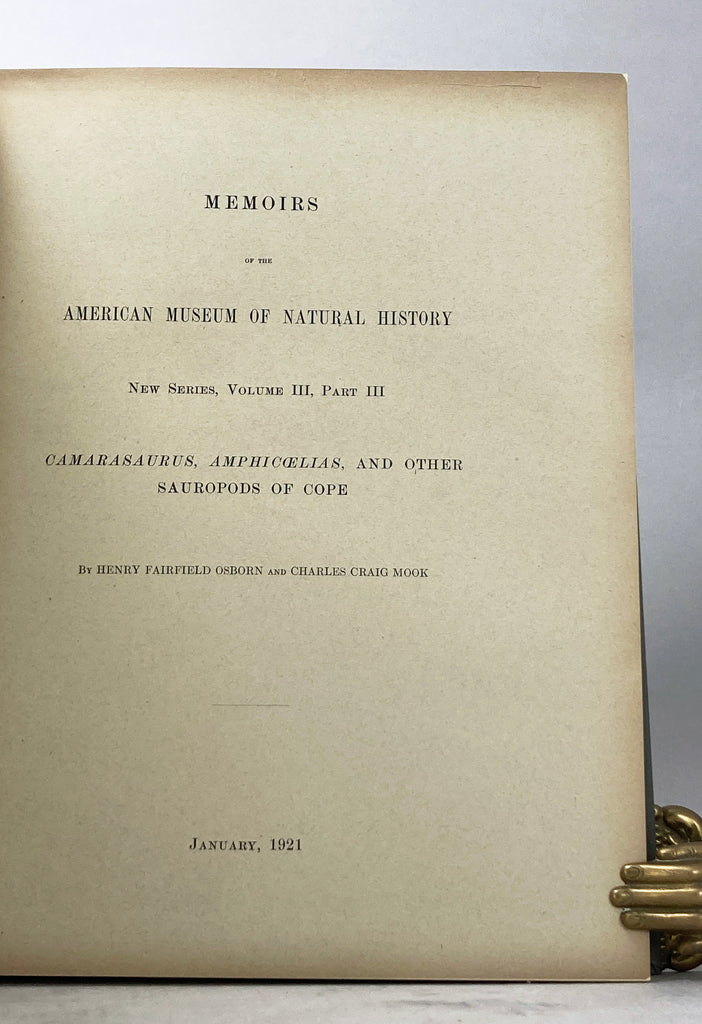 MEMOIRS
OF THE
AMERICAN MUSEUM OF NATURAL HISTORY
NEW SERIES, VOLUME III, PART III
CAMARASAURUS, AMPHICŒLIAS, AND OTHER
SAUROPODS OF COPE
BY HENRY FAIRFIELD OSBORN AND CHARLES CRAIG MOOK
JANUARY, 1921